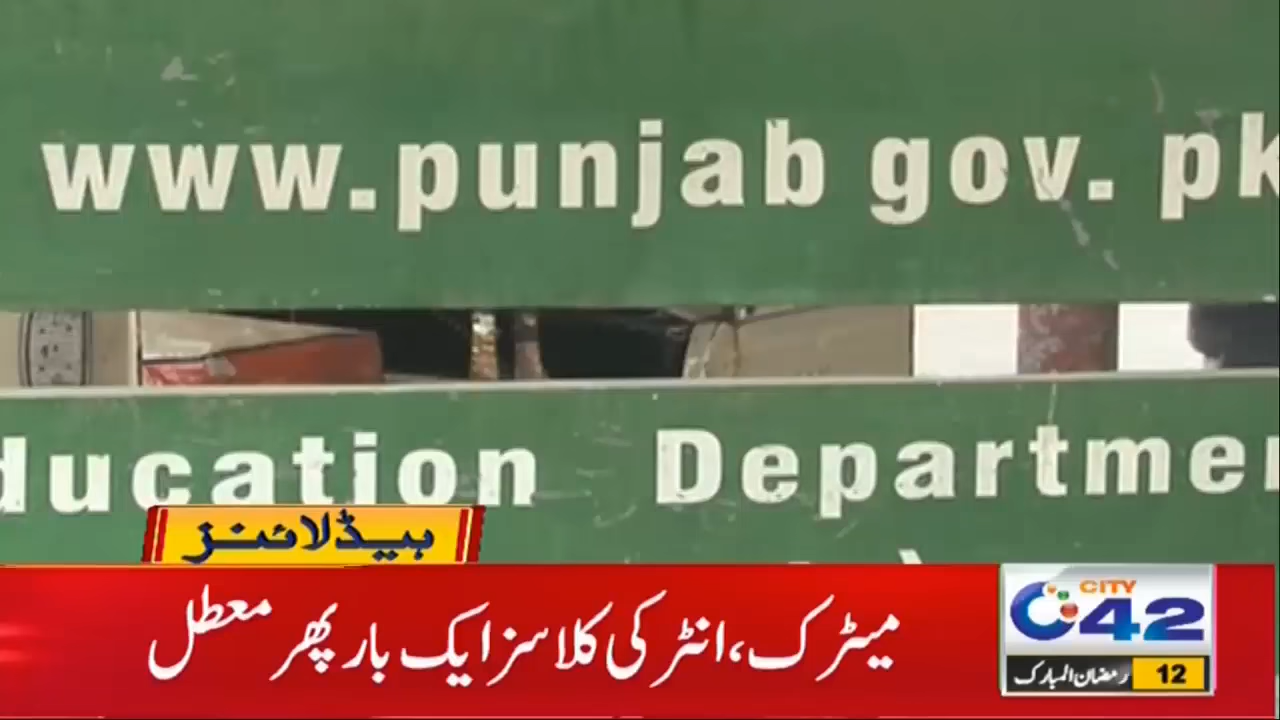 www.punjab gov. pk
ducation Departme
ہیڈلائنز
میٹرک، انٹر کی کلاسز ایک بار پھر معطل
CITY
42
12 رمضان المبارک